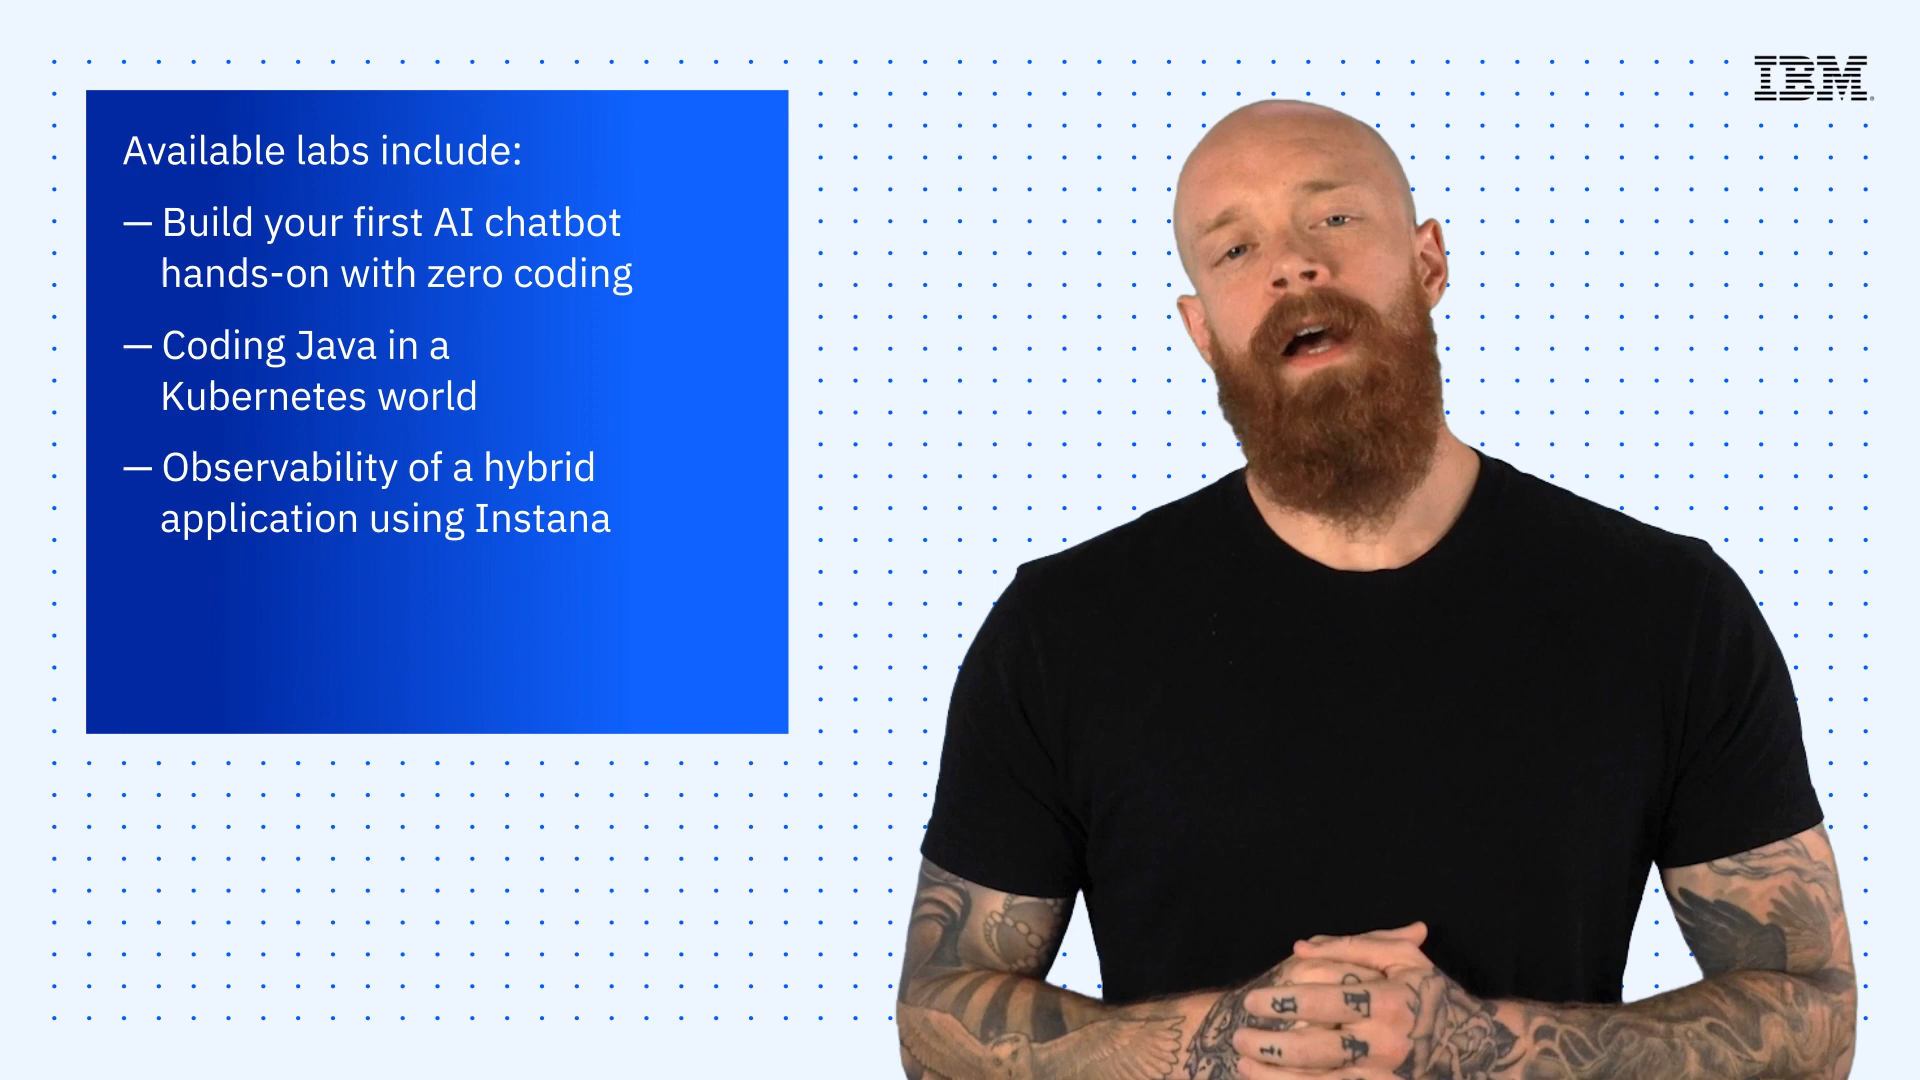 IBM
Available labs include:
— Build your first AI chatbot
hands-on with zero coding
— Coding Java in a
Kubernetes world
— Observability of a hybrid
application using Instana